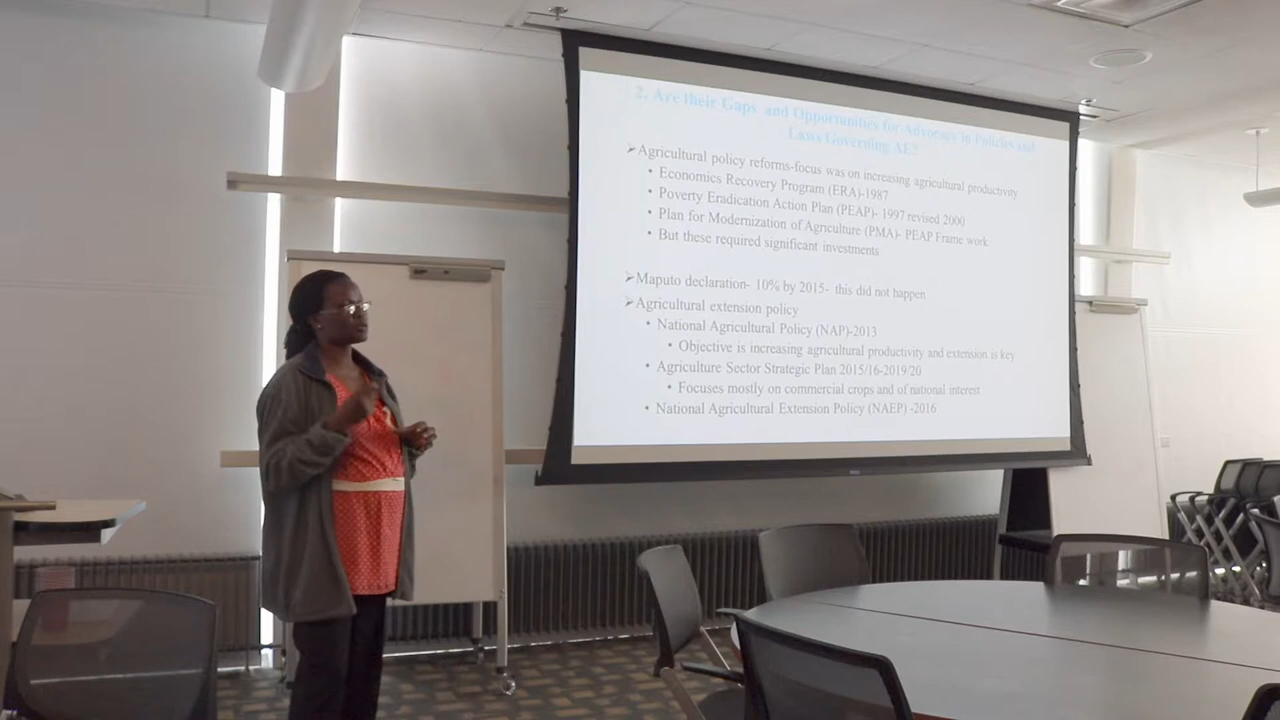 2. Are their Gaps and Opportunities for Advocacy in Policies and
Laws Governing AE?
➢Agricultural policy reforms-focus was on increasing agricultural productivity
• Economics Recovery Program (ERA)-1987
• Poverty Eradication Action Plan (PEAP)- 1997 revised 2000
• Plan for Modernization of Agriculture (PMA)- PEAP Frame work
• But these required significant investments
➢Maputo declaration- 10% by 2015- this did not happen
➢Agricultural extension policy
• National Agricultural Policy (NAP)-2013
• Objective is increasing agricultural productivity and extension is key
• Agriculture Sector Strategic Plan 2015/16-2019/20
• Focuses mostly on commercial crops and of national interest
• National Agricultural Extension Policy (NAEP) -2016